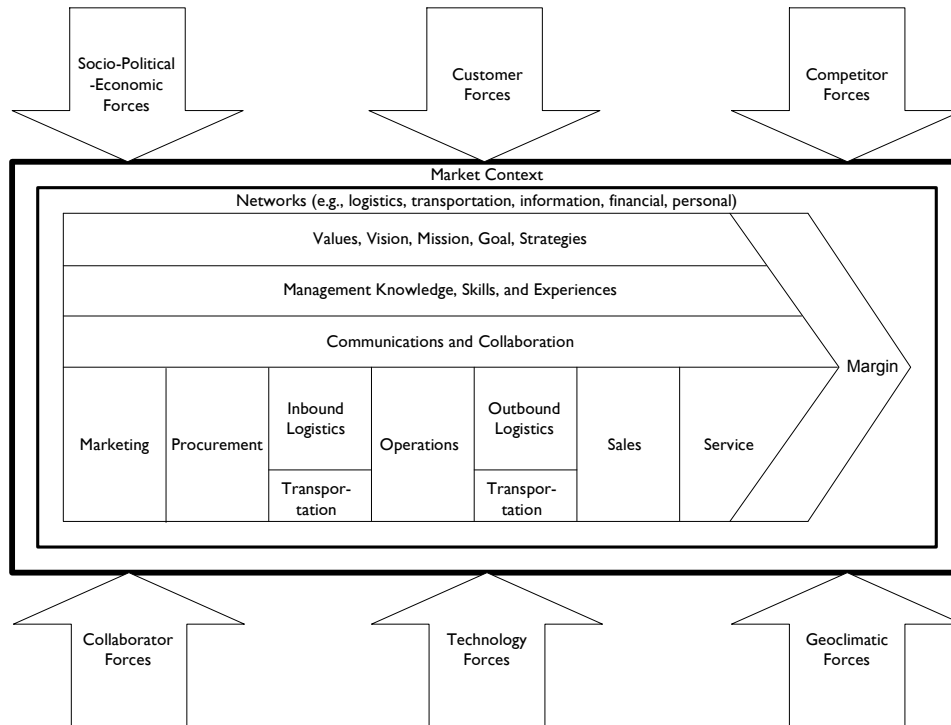 Socio-Political
-Economic
Forces
Customer
Forces
Competitor
Forces
Market Context
Networks (e.g., logistics, transportation, information, financial, personal)
Values, Vision, Mission, Goal, Strategies
Management Knowledge, Skills, and Experiences
Communications and Collaboration
Margin
Marketing
Procurement
Inbound
Logistics
Transpor-
tation
Operations
Outbound
Logistics
Transpor-
tation
Sales
Service
Collaborator
Forces
Technology
Forces
Geoclimatic
Forces